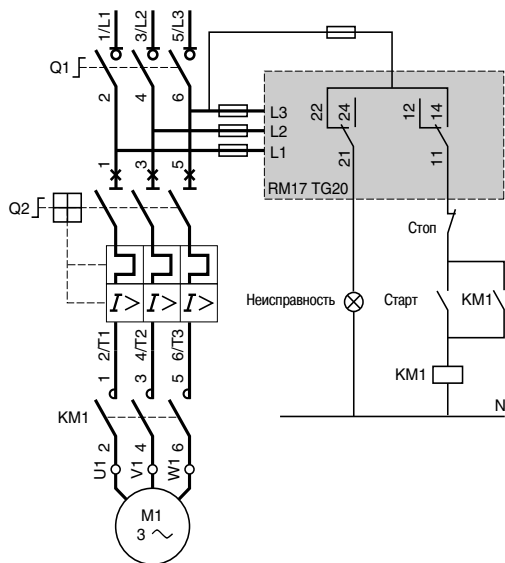 1/L1
3/L2
5/L3
Q1
2
4
6
L3
L2
L1
22
24
21
12
14
11
RM17 TG20
1
3
5
Q2
I>
I>
I>
Стоп
Неисправность
Старт
KM1
KM1
N
2/T1
4/T2
6/T3
1
3
5
KM1
2
4
6
U1
V1
W1
M1
3